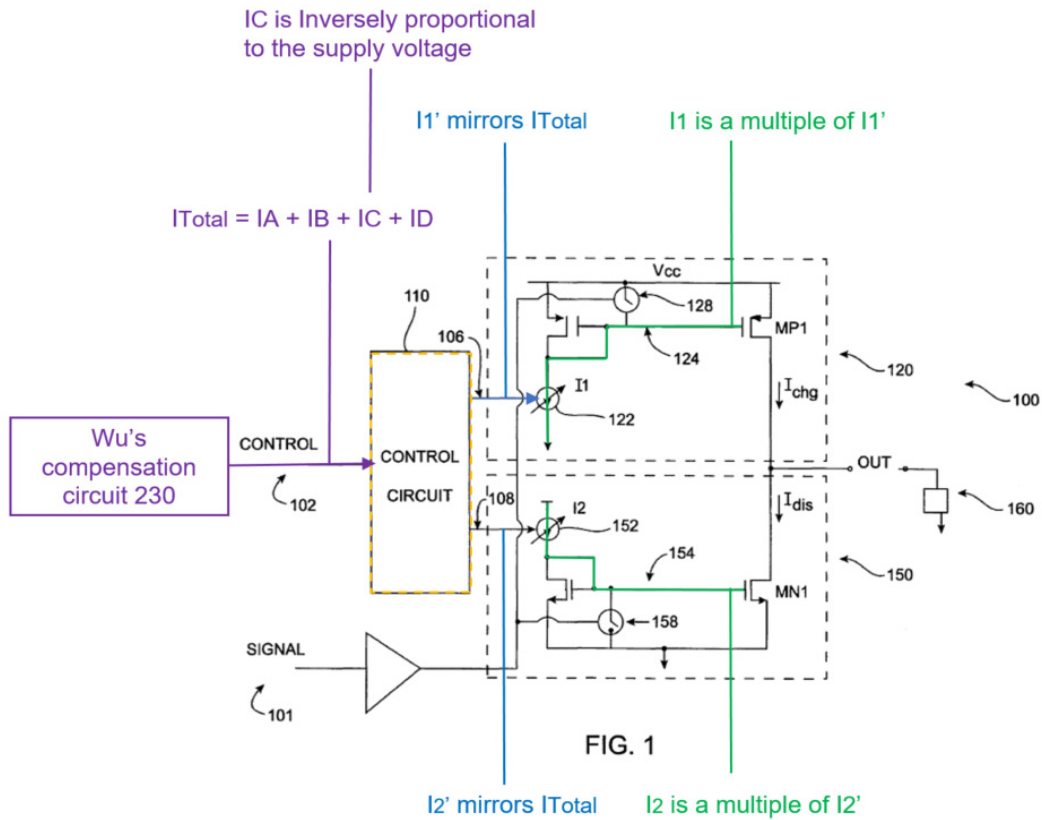 IC is Inversely proportional
to the supply voltage
I1' mirrors ITotal
I1 is a multiple of I1'
ITotal = IA + IB + IC + ID
Vcc
110
128
106
MP1
124
120
I1
Ichg
100
122
Wu's
compensation
circuit 230
CONTROL
102
CONTROL
CIRCUIT
OUT
108
I2
152
Idis
160
154
150
MN1
158
SIGNAL
101
FIG. 1
I2' mirrors ITotal
I2 is a multiple of I2'